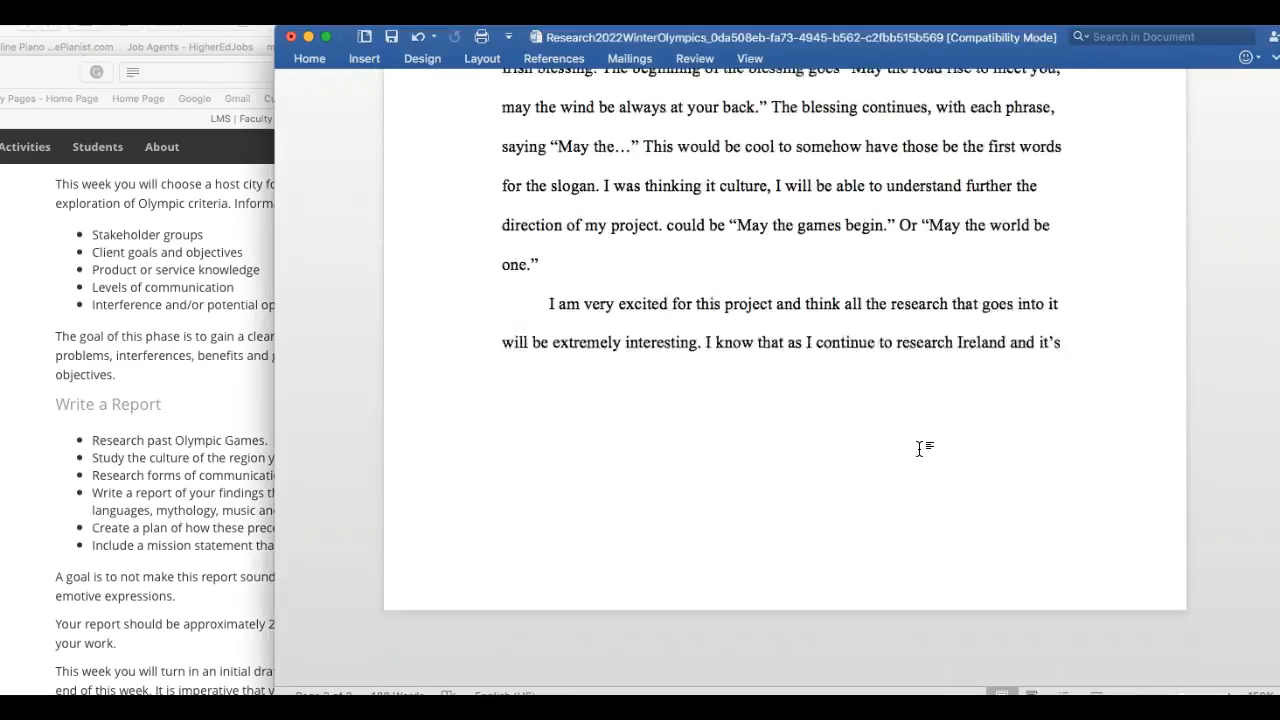 Research2022WinterOlympics_0da508eb-fa73-4945-b562-c2fbb515b569 [Compatibility Mode]
Search in Document
line Piano ...ePianist.com Job Agents - HigherEdJobs
Home Insert Design Layout References Mailings Review View
y Pages - Home Page Home Page Google Gmail
LMS | Faculty
Activities Students About
This week you will choose a host city
exploration of Olympic criteria.
Stakeholder groups
Client goals and objectives
Product or service knowledge
Levels of communication
Interference and/or potential
The goal of this phase is to gain a
problems, interferences, benefits and
objectives.
Write a Report
Research past Olympic Games.
Study the culture of the region
Research forms of
Write a report of your findings
languages, mythology, music
Create a plan of how these
Include a mission statement
A goal is to not make this report
emotive expressions.
Your report should be approximately 2
your work.
This week you will turn in an initial
end of this week. It is imperative that
Irish blessing. The beginning of the blessing goes "May the road rise to meet you,
may the wind be always at your back.” The blessing continues, with each phrase,
saying “May the…” This would be cool to somehow have those be the first words
for the slogan. I was thinking it culture, I will be able to understand further the
direction of my project. could be “May the games begin.” Or “May the world be
one.”
I am very excited for this project and think all the research that goes into it
will be extremely interesting. I know that as I continue to research Ireland and it’s
English (US)